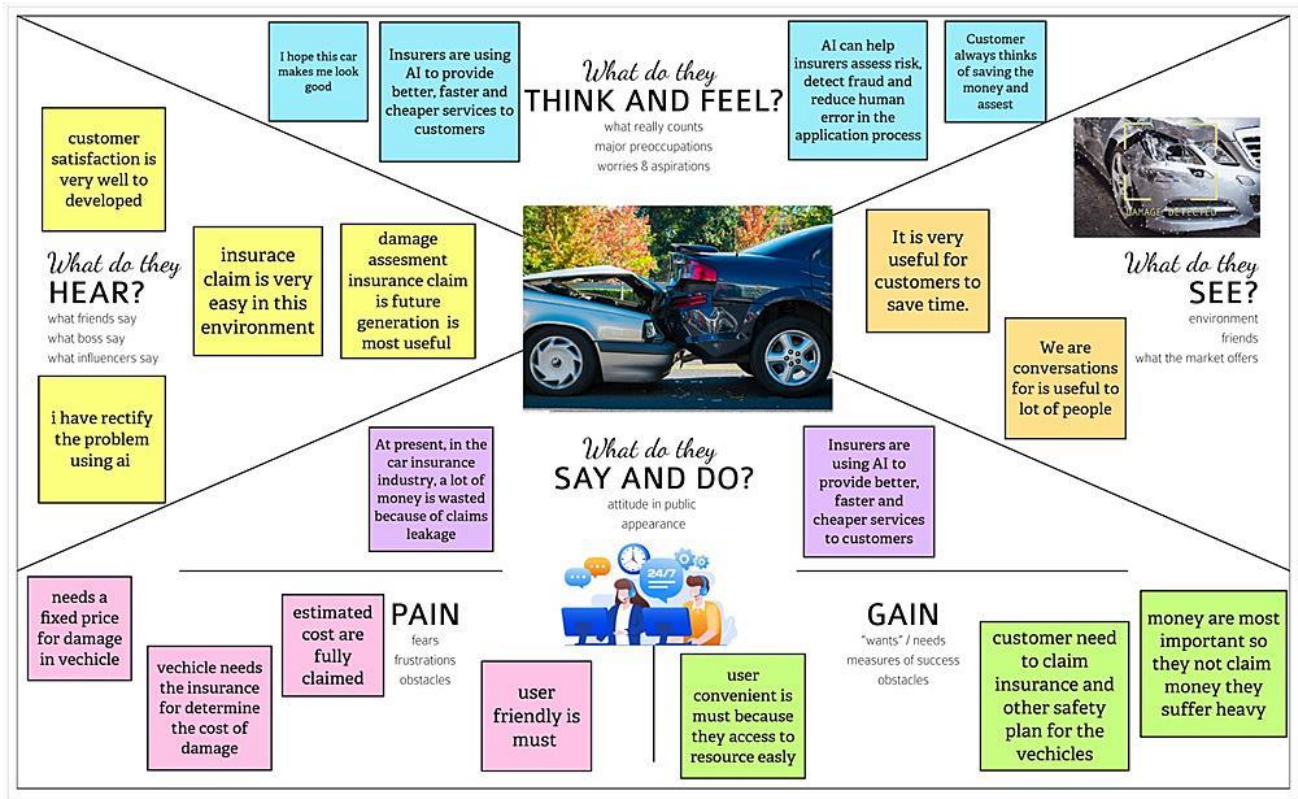 I hope this car
makes me look
good
Insurers are using
AI to provide
better, faster and
cheaper services to
customers
What do they
THINK AND FEEL?
what really counts
major preoccupations
worries & aspirations
AI can help
insurers assess risk,
detect fraud and
reduce human
error in the
application process
Customer
always thinks
of saving the
money and
assest
customer
satisfaction is
very well to
developed
What do they
HEAR?
what friends say
what boss say
what influencers say
insurace
claim is very
easy in this
environment
damage
assesment
insurance claim
is future
generation is
most useful
i have rectify
the problem
using ai
It is very
useful for
customers to
save time.
DAMAGE DETECTED
What do they
SEE?
environment
friends
what the market offers
We are
conversations
for is useful to
lot of people
At present, in the
car insurance
industry, a lot of
money is wasted
because of claims
leakage
What do they
SAY AND DO?
attitude in public
appearance
24/7
Insurers are
using AI to
provide better,
faster and
cheaper services
to customers
needs a
fixed price
for damage
in vechicle
vechicle needs
the insurance
for determine
the cost of
damage
estimated
cost are
fully
claimed
PAIN
fears
frustrations
obstacles
user
friendly is
must
user
convenient is
must because
they access to
resource easly
GAIN
"wants" / needs
measures of success
obstacles
customer need
to claim
insurance and
other safety
plan for the
vechicles
money are most
important so
they not claim
money they
suffer heavy